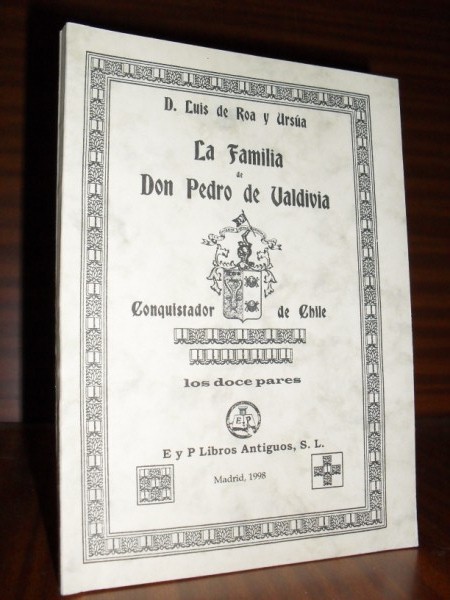 D. Luis de Roa y Ursúa
La Familia
de
Don Pedro de Valdivia
Conquistador de Chile
los doce pares
E P
E y P Libros Antiguos, S. L.
Madrid, 1998